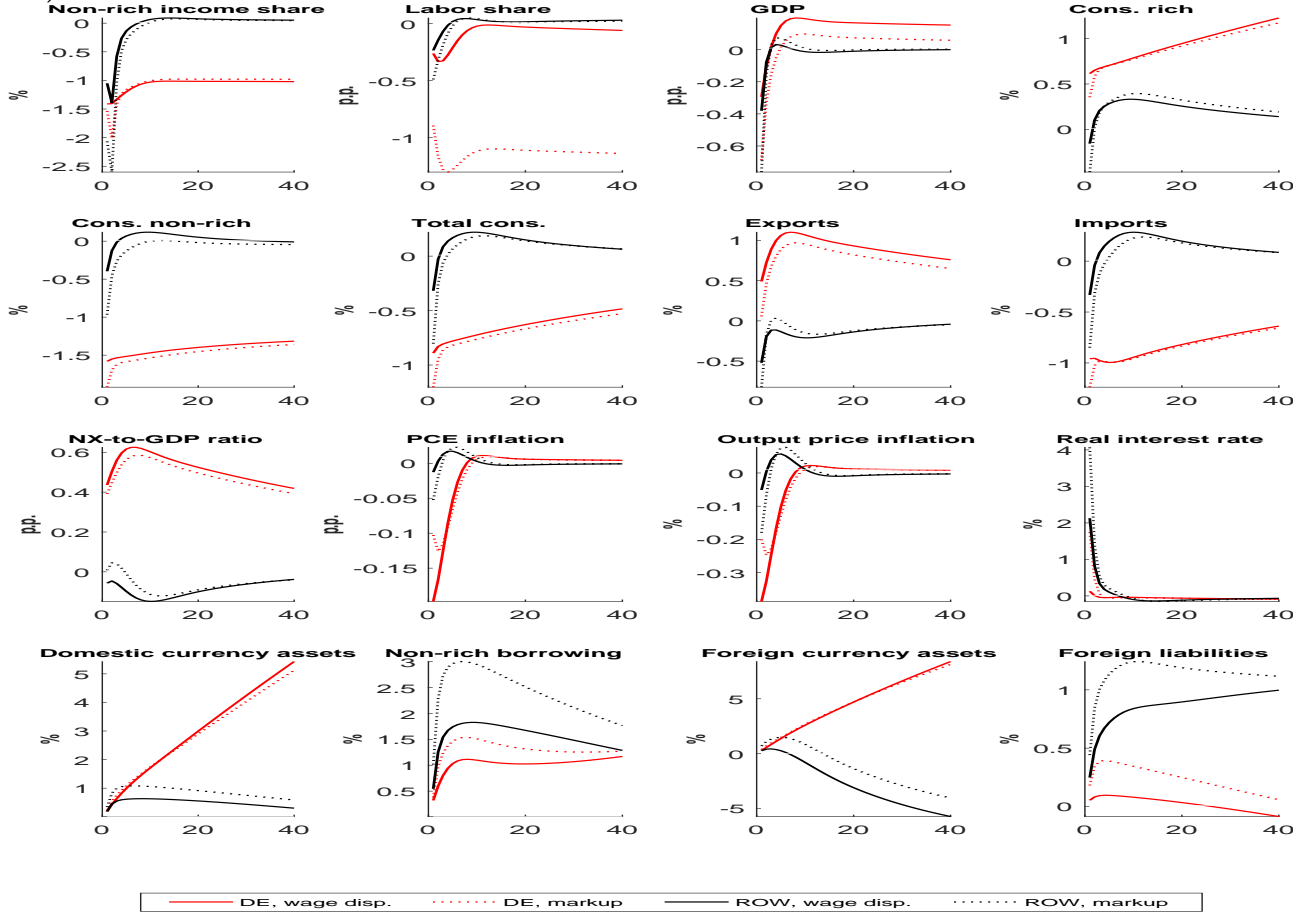 Non-rich income share
Labor share
GDP
Cons. rich
0
-0.5
-1
-1.5
-2
-2.5
%
0 20 40
0
-0.5
-1
p.p.
0 20 40
0.2
0
-0.2
-0.4
-0.6
p.p.
0 20 40
1
0.5
0
%
0 20 40
Cons. non-rich
Total cons.
Exports
Imports
0
-0.5
-1
-1.5
%
0 20 40
0
-0.5
-1
%
0 20 40
1
0.5
0
-0.5
%
0 20 40
0
-1
%
0 20 40
NX-to-GDP ratio
PCE inflation
Output price inflation
Real interest rate
0.6
0.4
0.2
0
p.p.
0 20 40
0
-0.05
-0.1
-0.15
p.p.
0 20 40
0
-0.1
-0.2
-0.3
%
0 20 40
4
3
2
1
0
%
0 20 40
Domestic currency assets
Non-rich borrowing
Foreign currency assets
Foreign liabilities
5
4
3
2
1
%
0 20 40
3
2.5
2
1.5
1
0.5
%
0 20 40
5
0
-5
%
0 20 40
1
0.5
0
%
0 20 40
DE, wage disp. DE, markup ROW, wage disp. ROW, markup